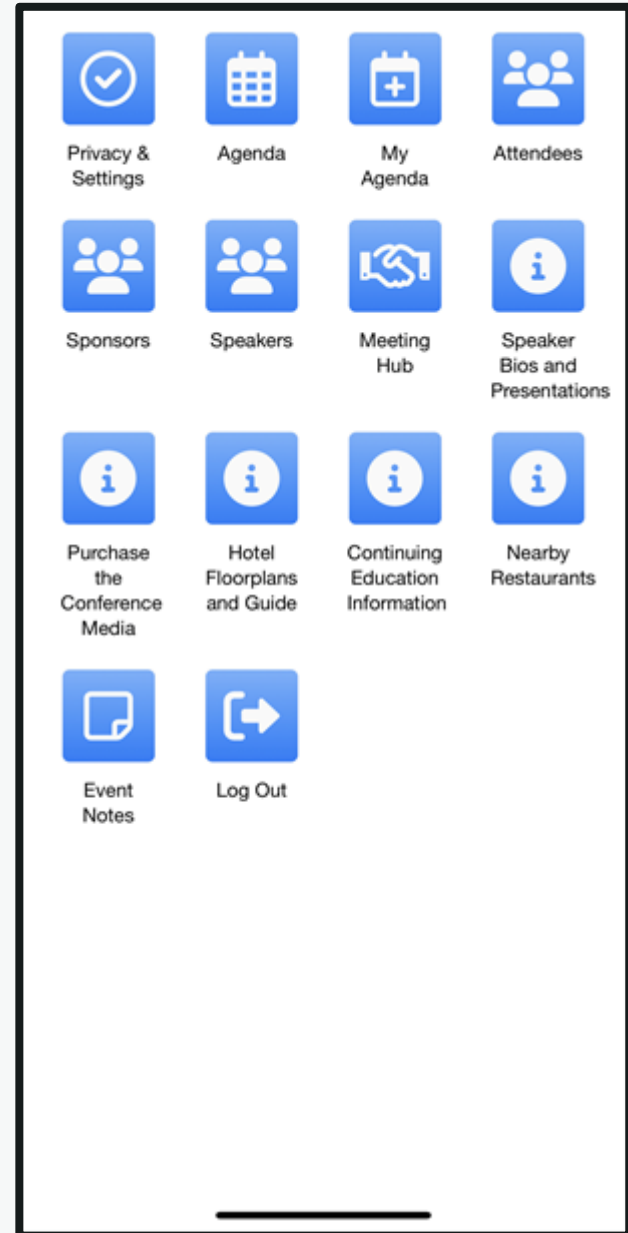 Privacy &
Settings
Agenda
My
Agenda
Attendees
Sponsors
Speakers
Meeting
Hub
Speaker
Bios and
Presentations
Purchase
the
Conference
Media
Hotel
Floorplans
and Guide
Continuing
Education
Information
Nearby
Restaurants
Event
Notes
Log Out